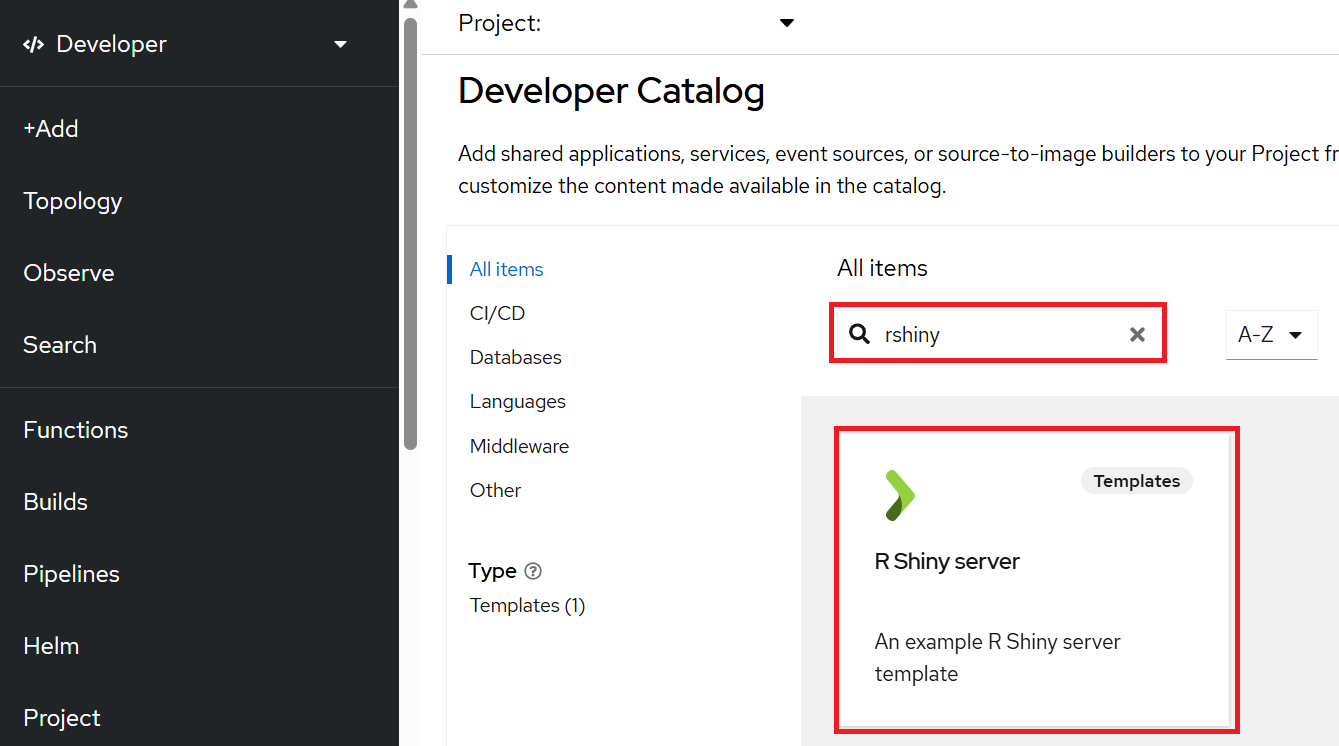 Developer
+Add
Topology
Observe
Search
Functions
Builds
Pipelines
Helm
Project
Project:
Developer Catalog
Add shared applications, services, event sources, or source-to-image builders to your Project fr
customize the content made available in the catalog.
All items
CI/CD
Databases
Languages
Middleware
Other
Type
Templates (1)
All items
rshiny
A-Z
Templates
R Shiny server
An example R Shiny server
template